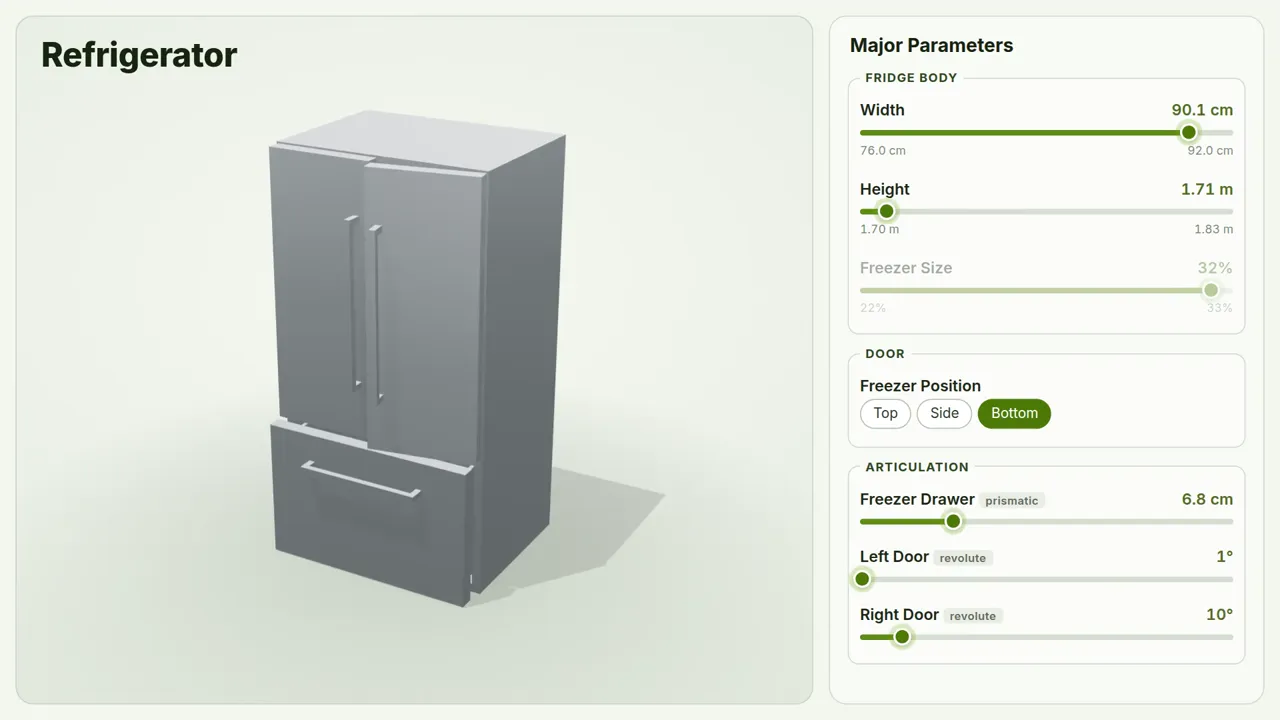 Refrigerator
Major Parameters
FRIDGE BODY
Width 90.1 cm
76.0 cm 92.0 cm
Height 1.71 m
1.70 m 1.83 m
Freezer Size 32%
22% 33%
DOOR
Freezer Position
Top Side Bottom
ARTICULATION
Freezer Drawer prismatic 6.8 cm
Left Door revolute 1°
Right Door revolute 10°